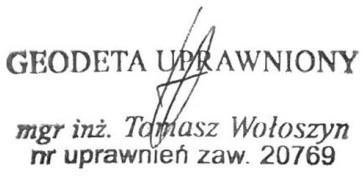 GEODETA UPRAWNIONY
mgr inż. Tomasz Wołoszyn
nr uprawnień zaw. 20769